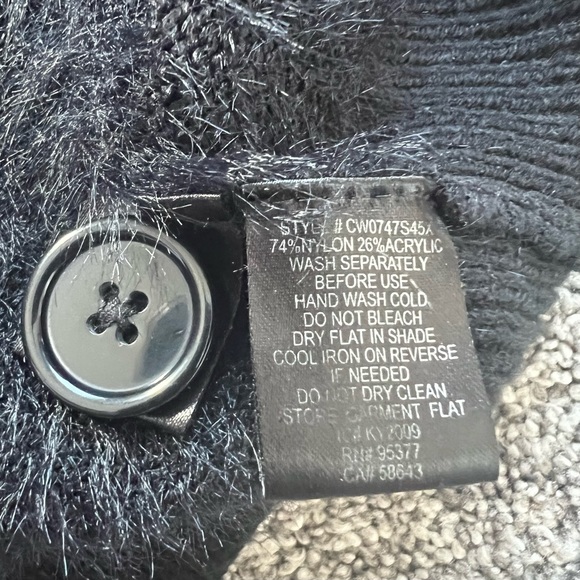 STYLE # CW0747S45X
74%NYLON 26%ACRYLIC
WASH SEPARATELY
BEFORE USE
HAND WASH COLD
DO NOT BLEACH
DRY FLAT IN SHADE
COOL IRON ON REVERSE
IF NEEDED
DO NOT DRY CLEAN
STORE GARMENT FLAT
KY2009
RN# 95377
CA# 58643